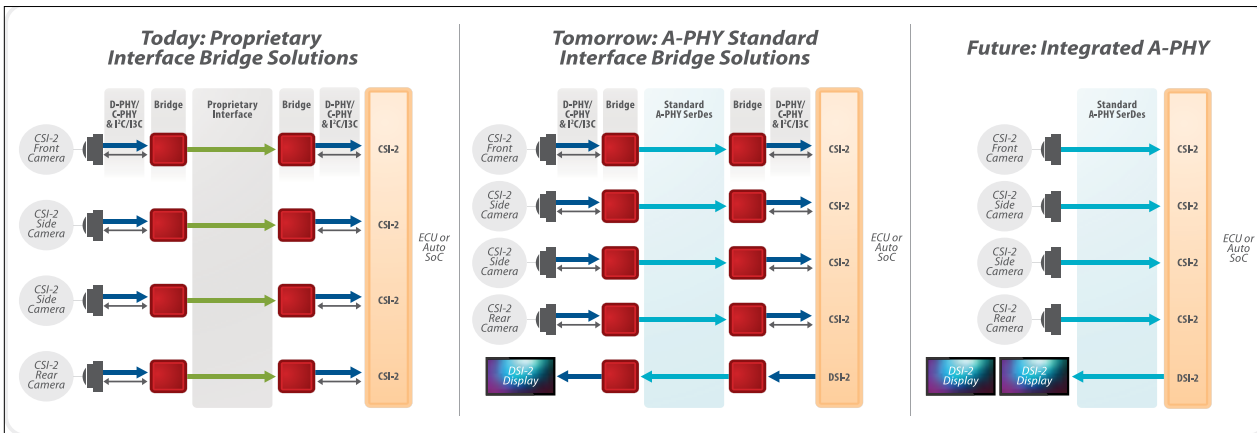 Today: Proprietary
Interface Bridge Solutions
D-PHY/
C-PHY
& I²C/I3C
Bridge
Proprietary
Interface
Bridge
D-PHY/
C-PHY
& I²C/I3C
CSI-2
Front
Camera
CSI-2
CSI-2
Side
Camera
CSI-2
CSI-2
Side
Camera
CSI-2
CSI-2
Rear
Camera
CSI-2
ECU or
Auto
SoC
Tomorrow: A-PHY Standard
Interface Bridge Solutions
D-PHY/
C-PHY
& I²C/I3C
Bridge
Standard
A-PHY SerDes
Bridge
D-PHY/
C-PHY
& I²C/I3C
CSI-2
Front
Camera
CSI-2
CSI-2
Side
Camera
CSI-2
CSI-2
Side
Camera
CSI-2
CSI-2
Rear
Camera
CSI-2
DSI-2
Display
DSI-2
ECU or
Auto
SoC
Future: Integrated A-PHY
Standard
A-PHY SerDes
CSI-2
Front
Camera
CSI-2
CSI-2
Side
Camera
CSI-2
CSI-2
Side
Camera
CSI-2
CSI-2
Rear
Camera
CSI-2
DSI-2
Display
DSI-2
Display
DSI-2
ECU or
Auto
SoC